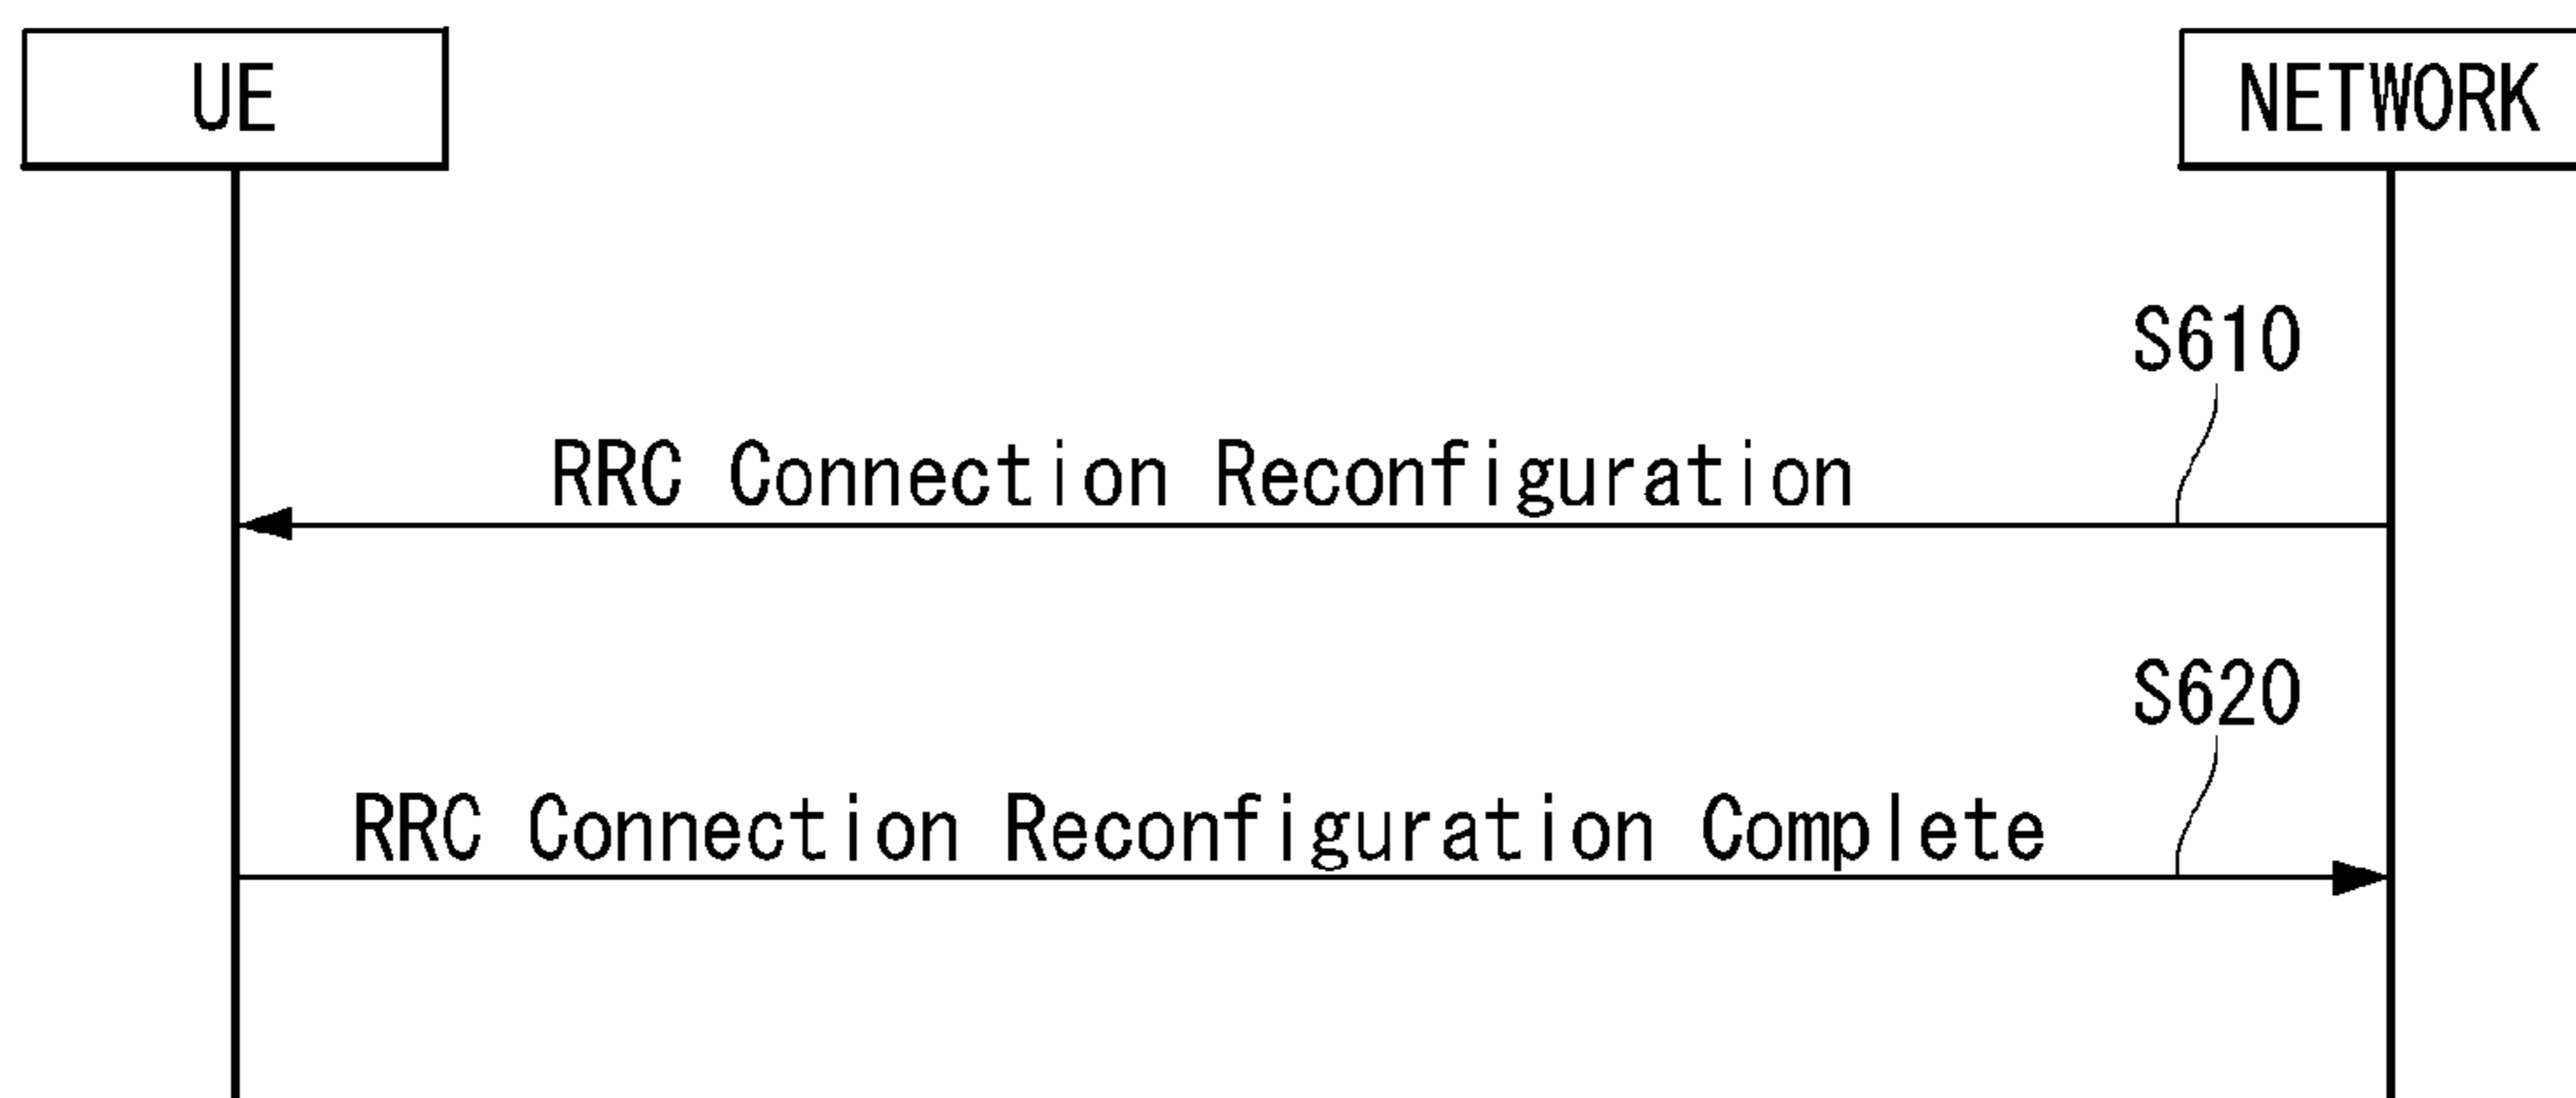 UE
NETWORK
S610
RRC Connection Reconfiguration
S620
RRC Connection Reconfiguration Complete